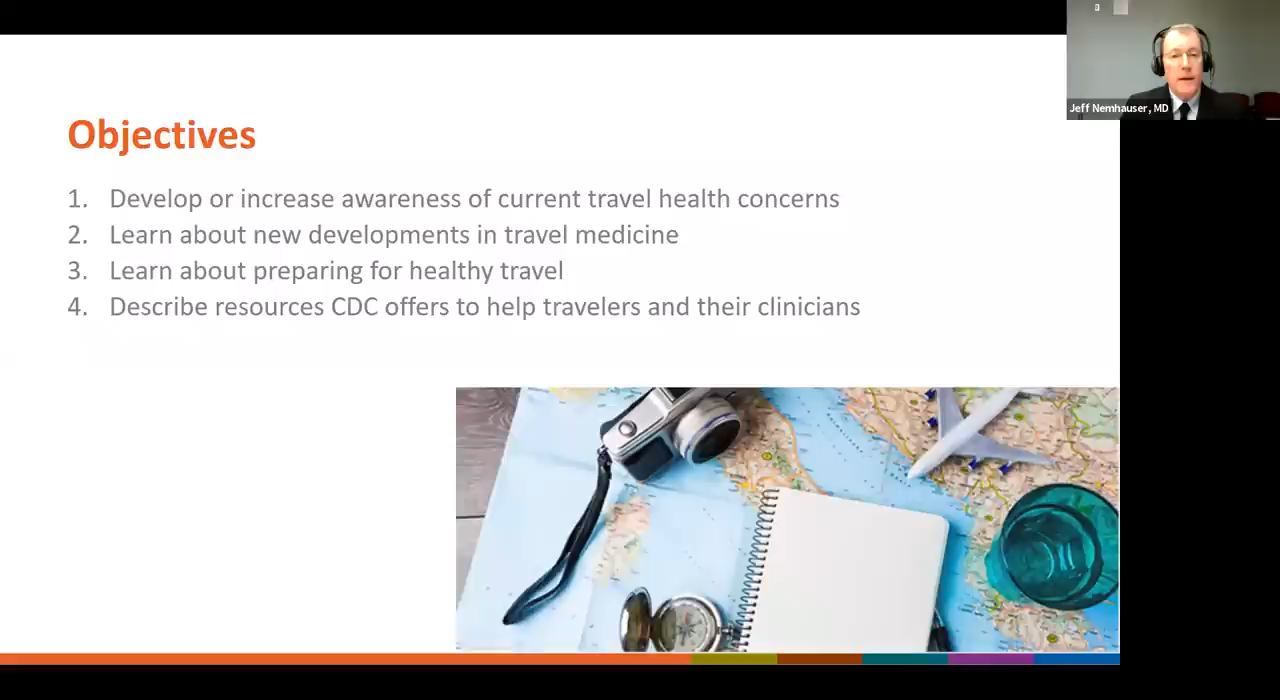 Jeff Nemhauser, MD
Objectives
1. Develop or increase awareness of current travel health concerns
2. Learn about new developments in travel medicine
3. Learn about preparing for healthy travel
4. Describe resources CDC offers to help travelers and their clinicians